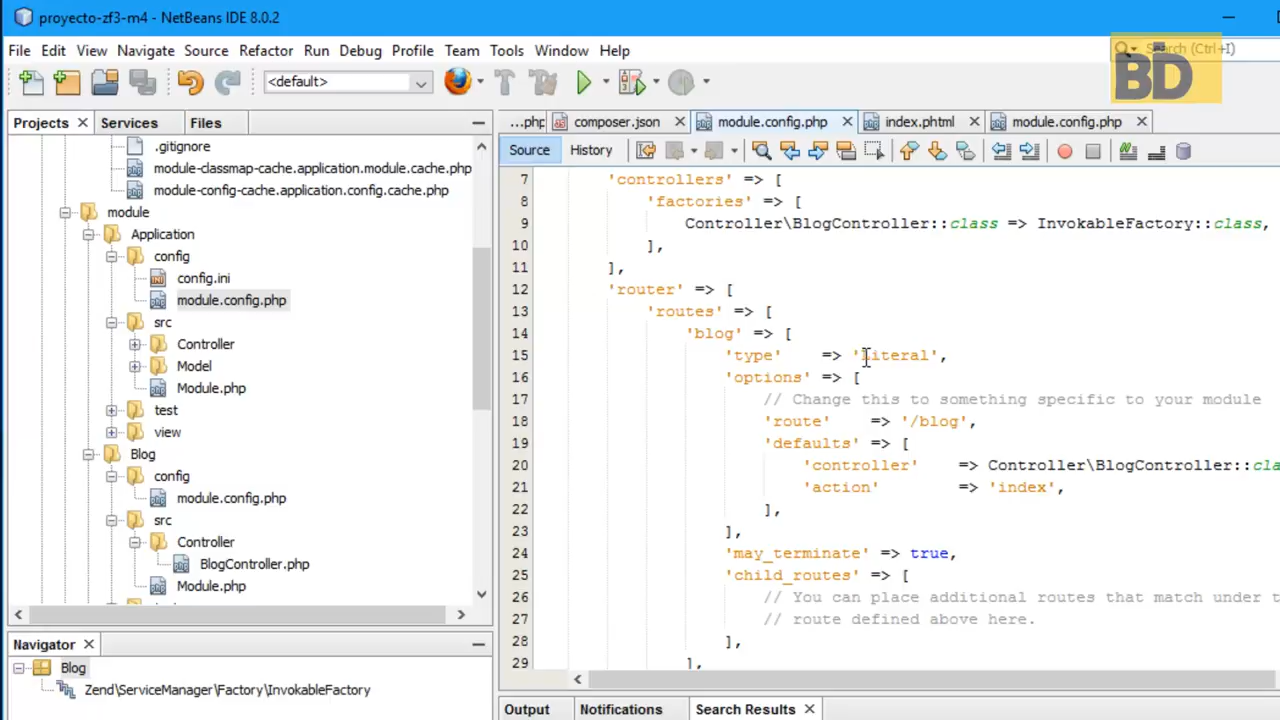 proyecto-zf3-m4 - NetBeans IDE 8.0.2
File Edit View Navigate Source Refactor Run Debug Profile Team Tools Window Help
Search (Ctrl+I)
BD
<default>
Projects Services Files
...php composer.json module.config.php index.phtml module.config.php
Source History
.gitignore
module-classmap-cache.application.module.cache.php
module-config-cache.application.config.cache.php
module
Application
config
config.ini
module.config.php
src
Controller
Model
Module.php
test
view
Blog
config
module.config.php
src
Controller
BlogController.php
Module.php
7 'controllers' => [
8 'factories' => [
9 Controller\BlogController::class => InvokableFactory::class,
10 ],
11 ],
12 'router' => [
13 'routes' => [
14 'blog' => [
15 'type' => 'Literal',
16 'options' => [
17 // Change this to something specific to your module
18 'route' => '/blog',
19 'defaults' => [
20 'controller' => Controller\BlogController::cla
21 'action' => 'index',
22 ],
23 ],
24 'may_terminate' => true,
25 'child_routes' => [
26 // You can place additional routes that match under t
27 // route defined above here.
28 ],
29 ],
Navigator
Blog
Zend\ServiceManager\Factory\InvokableFactory
Output Notifications Search Results